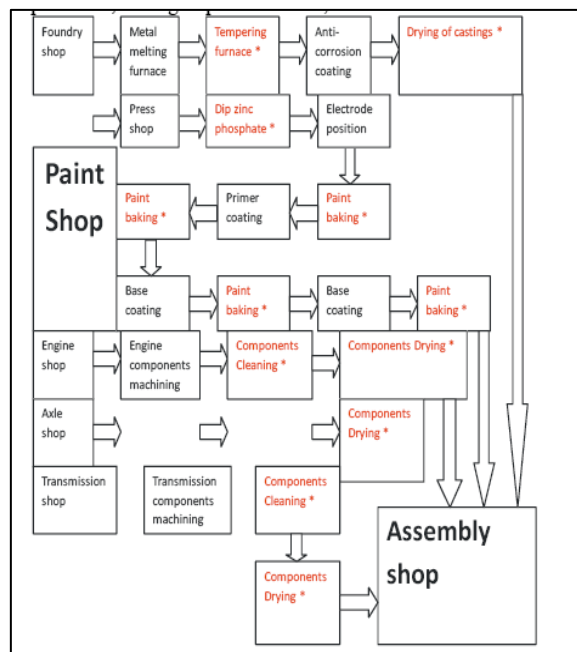 Foundry
shop
Metal
melting
furnace
Tempering
furnace *
Anti-
corrosion
coating
Drying of castings *
Press
shop
Dip zinc
phosphate *
Electrode
position
Paint
Shop
Paint
baking *
Primer
coating
Paint
baking *
Base
coating
Paint
baking *
Base
coating
Paint
baking *
Engine
shop
Engine
components
machining
Components
Cleaning *
Components Drying *
Axle
shop
Components
Drying *
Transmission
shop
Transmission
components
machining
Components
Cleaning *
Assembly
shop
Components
Drying *